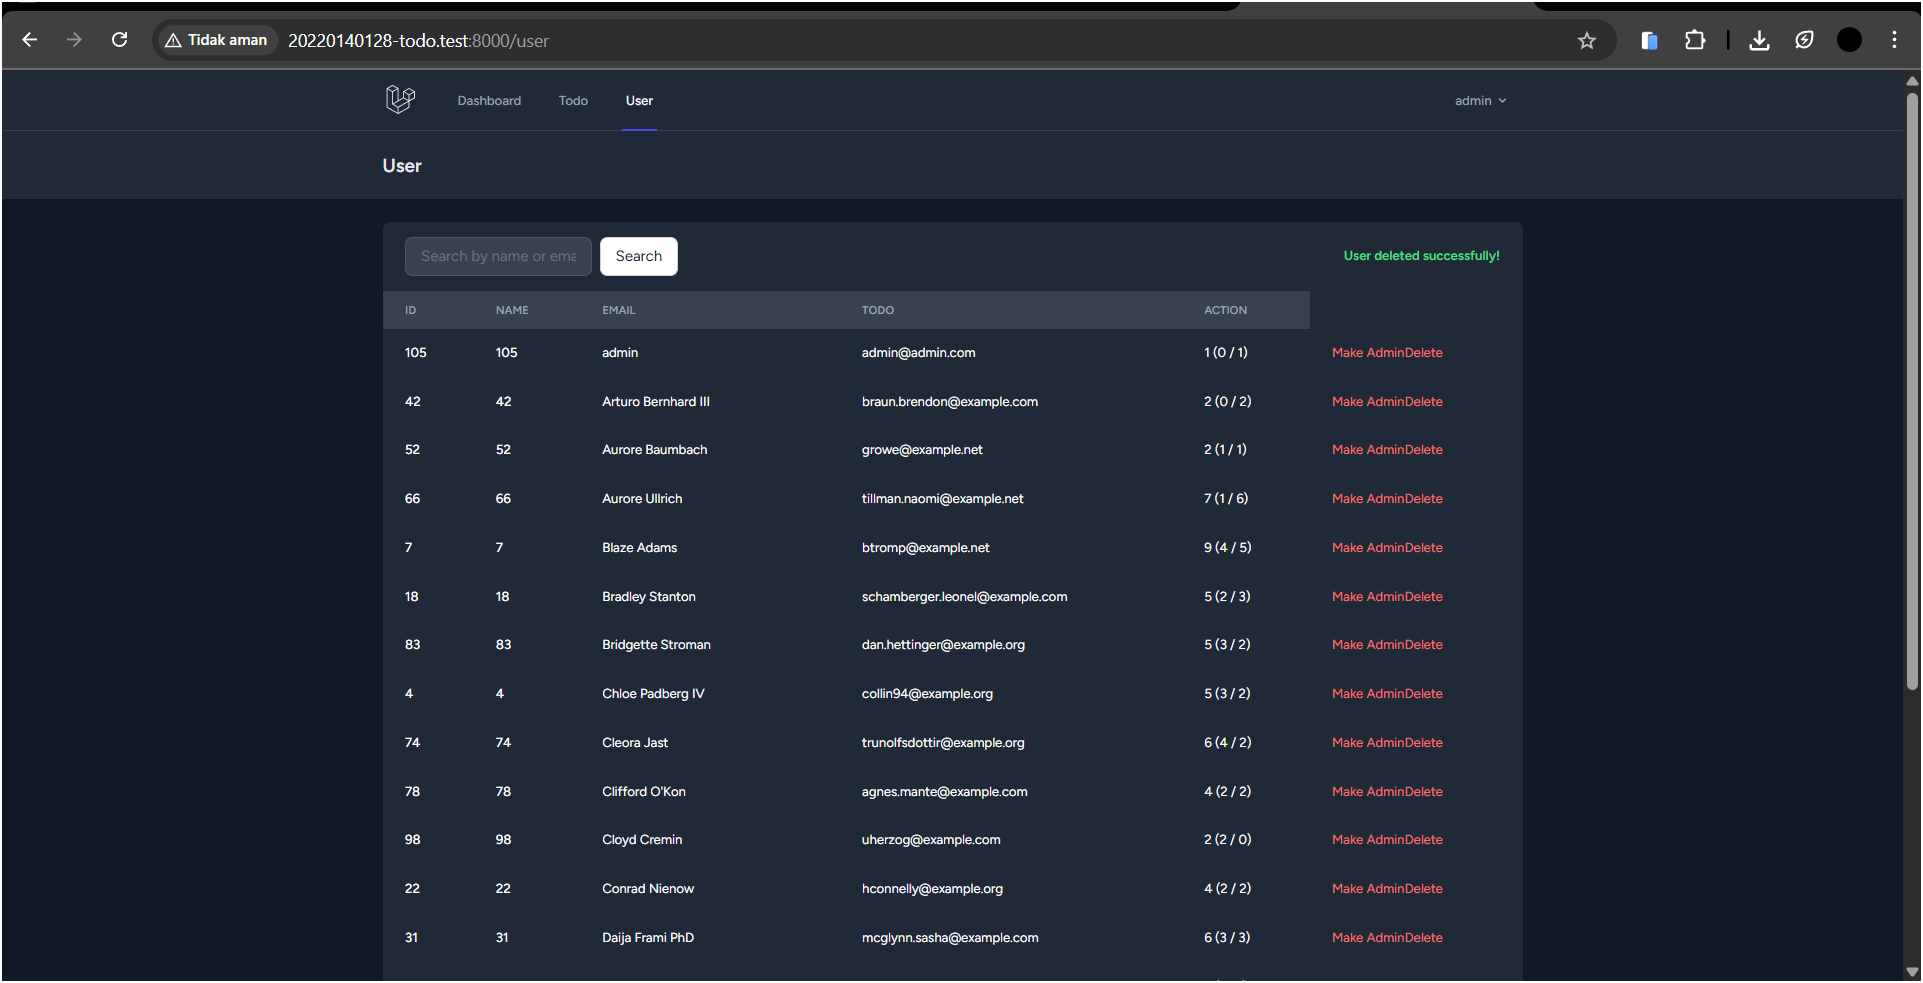 Tidak aman 20220140128-todo.test:8000/user
Dashboard Todo User admin
User
Search by name or ema Search User deleted successfully!
ID NAME EMAIL TODO ACTION
105 105 admin admin@admin.com 1 (0 / 1) Make AdminDelete
42 42 Arturo Bernhard III braun.brendon@example.com 2 (0 / 2) Make AdminDelete
52 52 Aurore Baumbach growe@example.net 2 (1 / 1) Make AdminDelete
66 66 Aurore Ullrich tillman.naomi@example.net 7 (1 / 6) Make AdminDelete
7 7 Blaze Adams btromp@example.net 9 (4 / 5) Make AdminDelete
18 18 Bradley Stanton schamberger.leonel@example.com 5 (2 / 3) Make AdminDelete
83 83 Bridgette Stroman dan.hettinger@example.org 5 (3 / 2) Make AdminDelete
4 4 Chloe Padberg IV collin94@example.org 5 (3 / 2) Make AdminDelete
74 74 Cleora Jast trunolfsdottir@example.org 6 (4 / 2) Make AdminDelete
78 78 Clifford O'Kon agnes.mante@example.com 4 (2 / 2) Make AdminDelete
98 98 Cloyd Cremin uherzog@example.com 2 (2 / 0) Make AdminDelete
22 22 Conrad Nienow hconnelly@example.org 4 (2 / 2) Make AdminDelete
31 31 Daija Frami PhD mcglynn.sasha@example.com 6 (3 / 3) Make AdminDelete